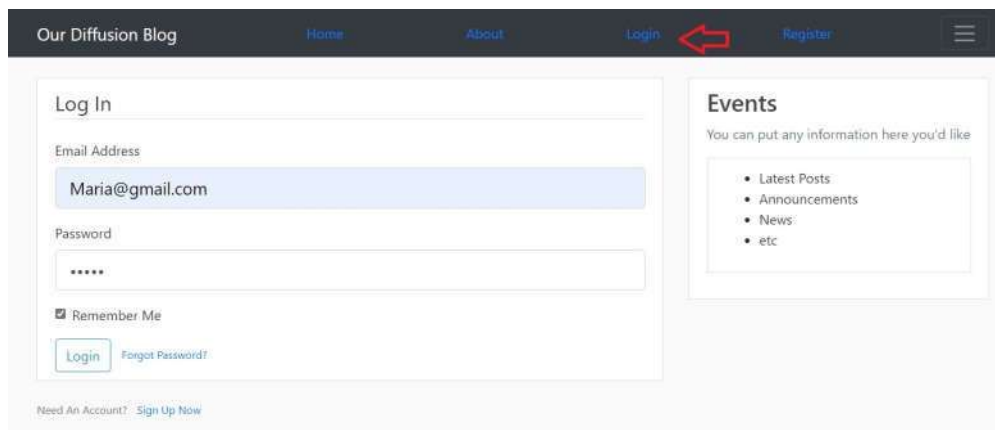 Our Diffusion Blog Home About Login Register
Log In
Email Address
Maria@gmail.com
Password
•••••
Remember Me
Login Forgot Password?
Need An Account? Sign Up Now
Events
You can put any information here you'd like
• Latest Posts
• Announcements
• News
• etc